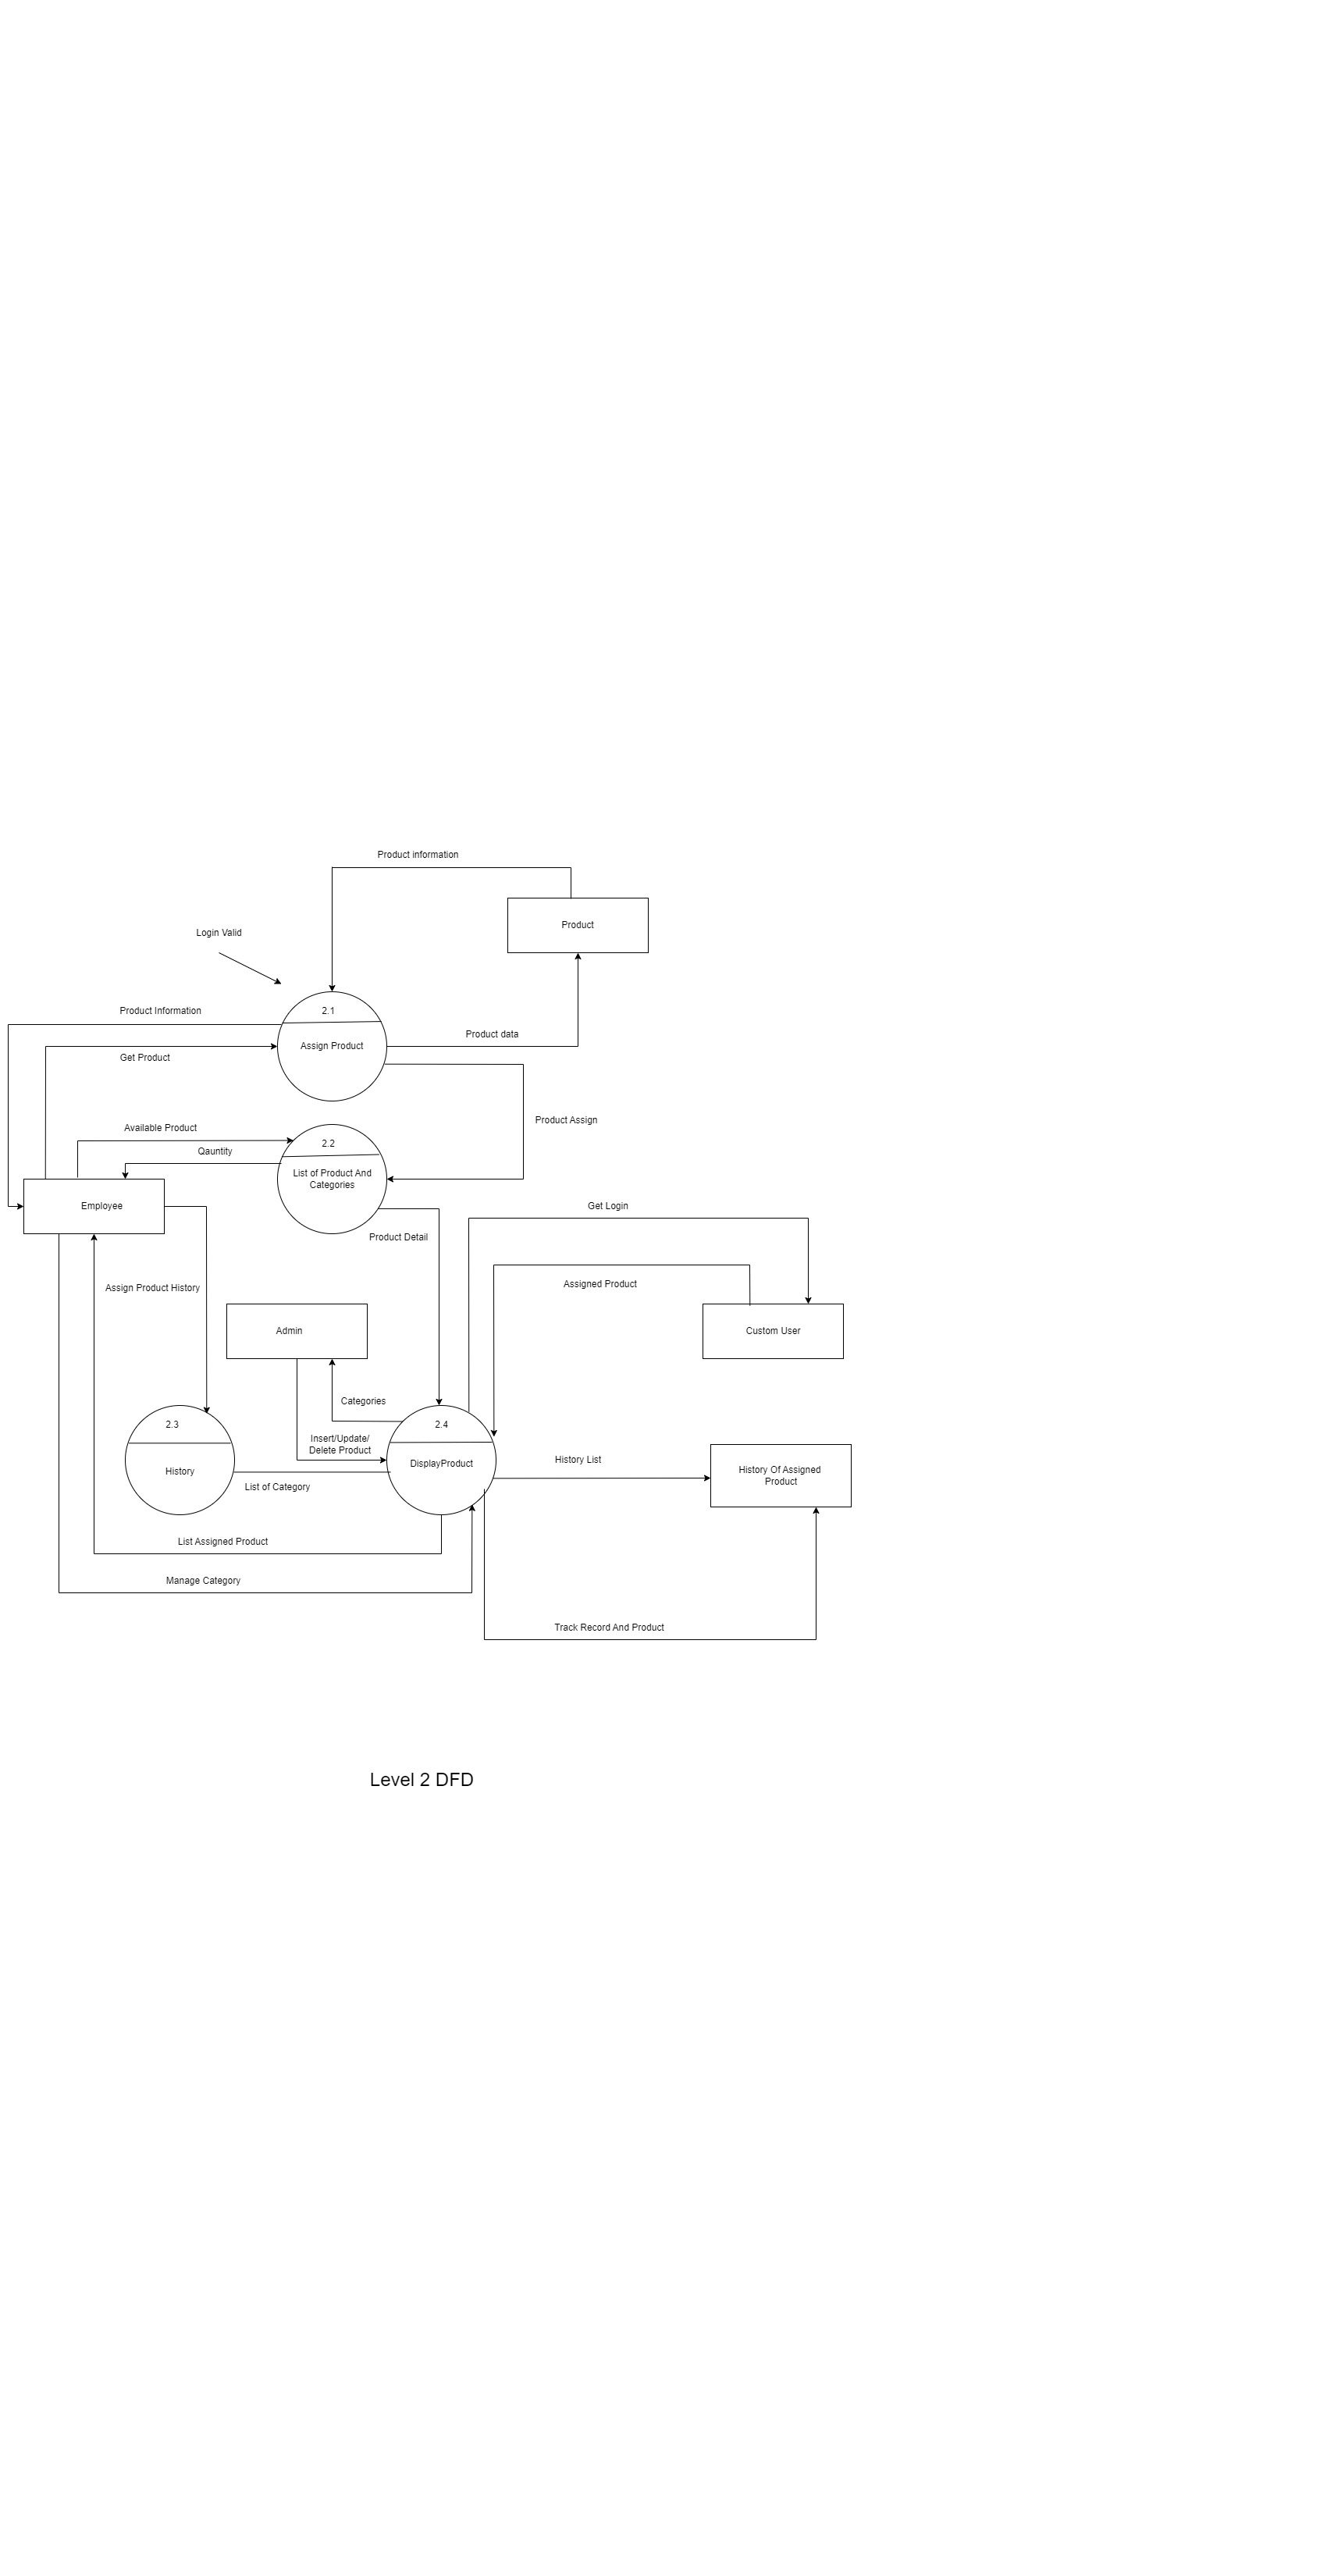 Product information
Product
Login Valid
2.1
Product Information
Product data
Assign Product
Get Product
Product Assign
Available Product
2.2
Qauntity
List of Product And
Categories
Employee
Get Login
Product Detail
Assigned Product
Assign Product History
Admin
Custom User
Categories
2.3
2.4
Insert/Update/
Delete Product
History List
DisplayProduct
History
History Of Assigned
Product
List of Category
List Assigned Product
Manage Category
Track Record And Product
Level 2 DFD